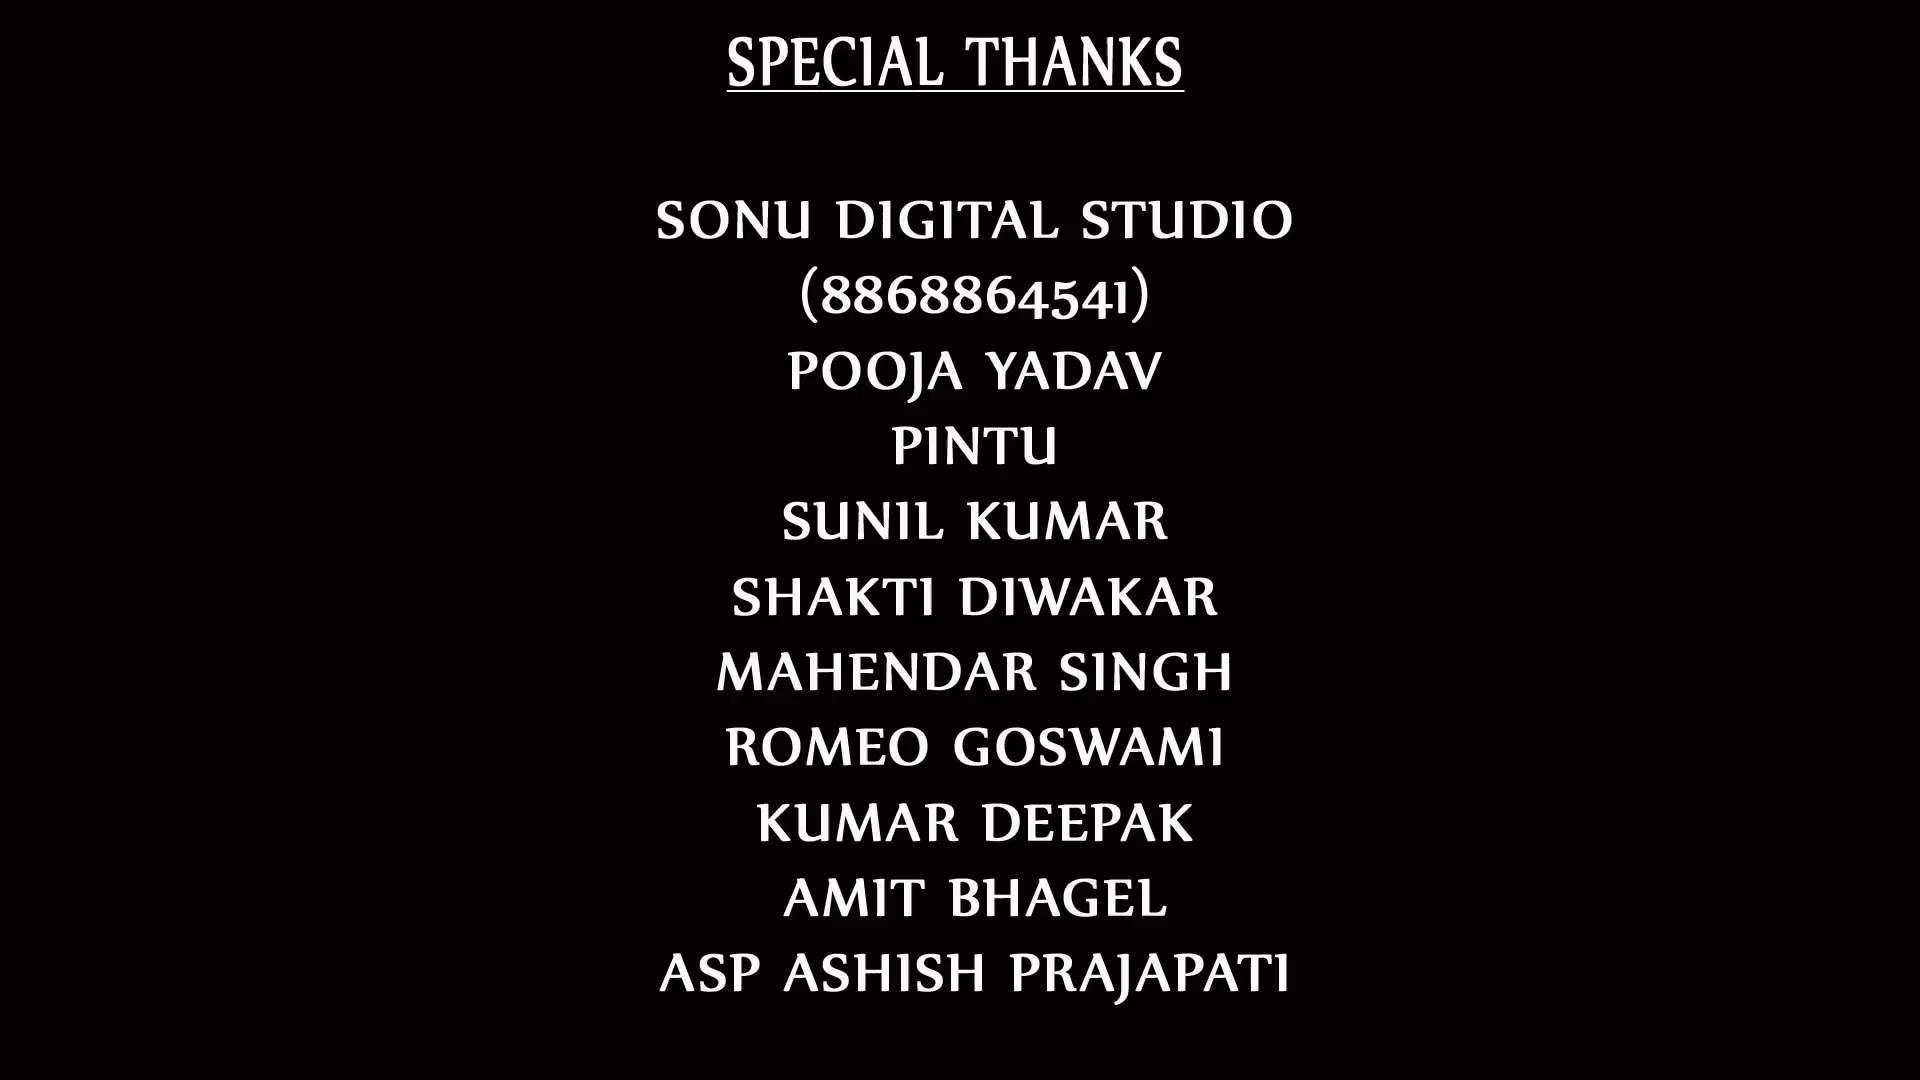 SPECIAL THANKS
SONU DIGITAL STUDIO
(8868864541)
POOJA YADAV
PINTU
SUNIL KUMAR
SHAKTI DIWAKAR
MAHENDAR SINGH
ROMEO GOSWAMI
KUMAR DEEPAK
AMIT BHAGEL
ASP ASHISH PRAJAPATI